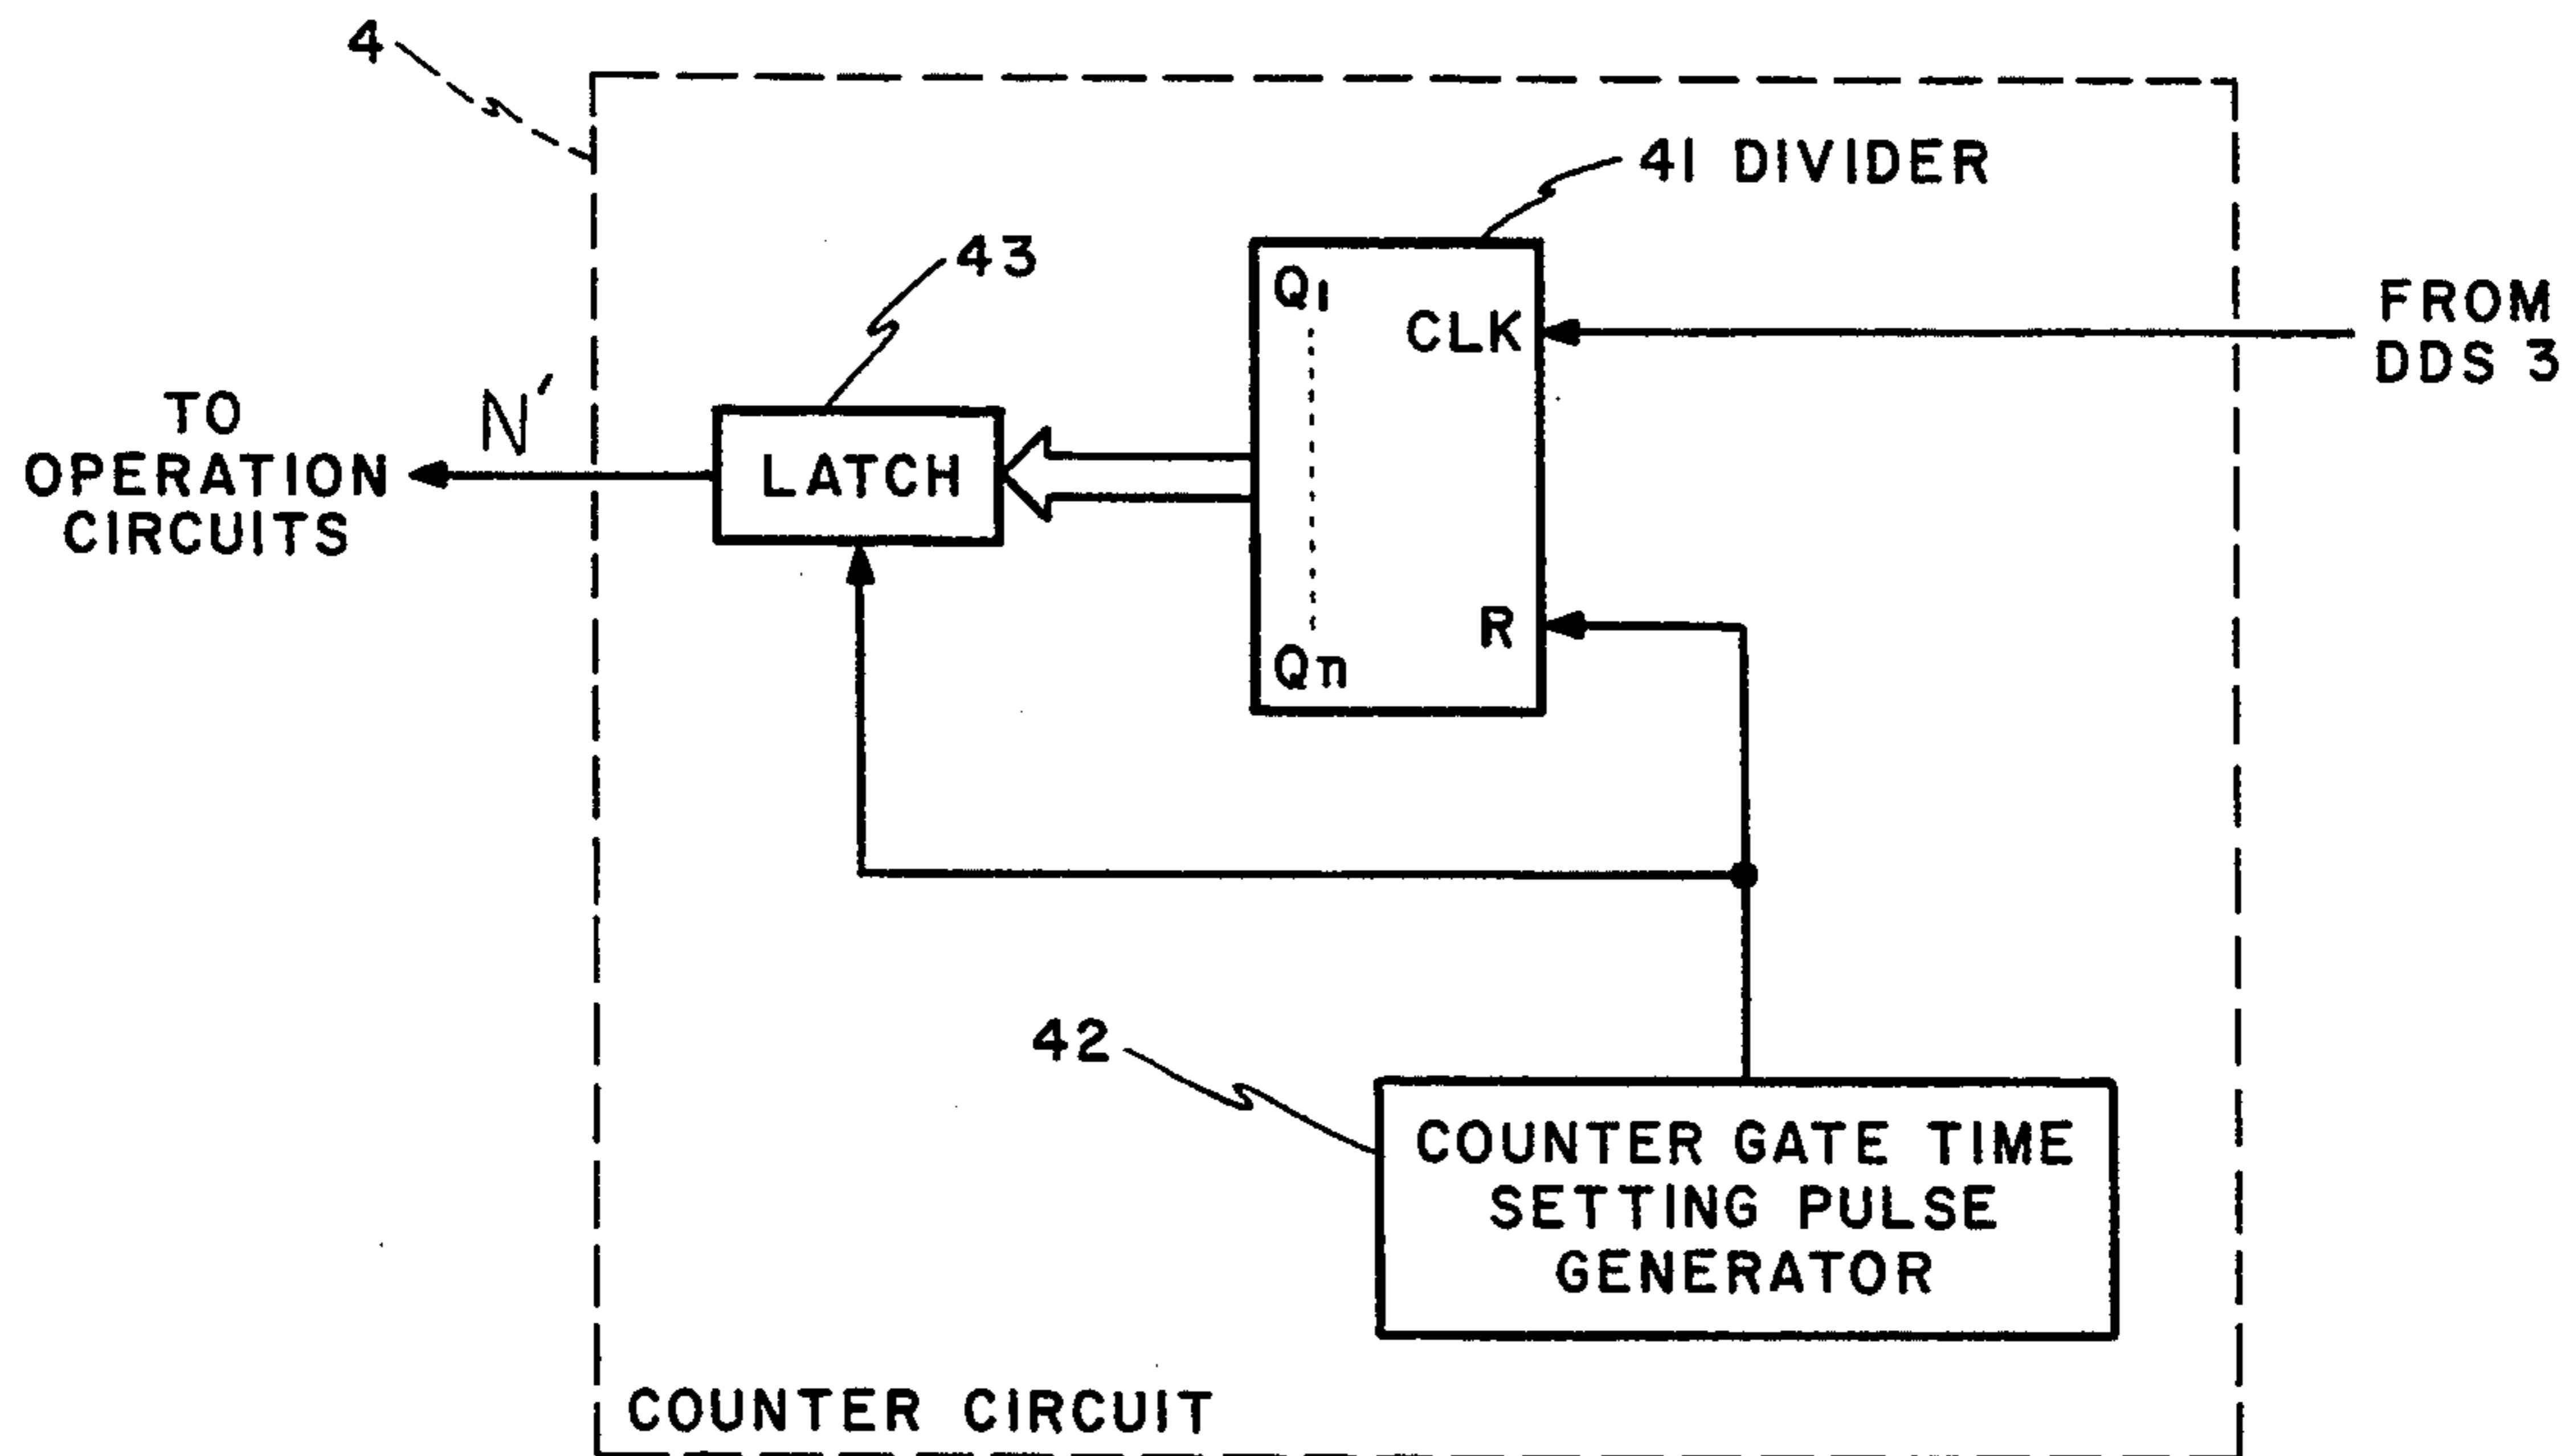 4
41 DIVIDER
43
Q1
CLK
FROM
DDS 3
TO
OPERATION
CIRCUITS
N'
LATCH
R
Qn
42
COUNTER GATE TIME
SETTING PULSE
GENERATOR
COUNTER CIRCUIT